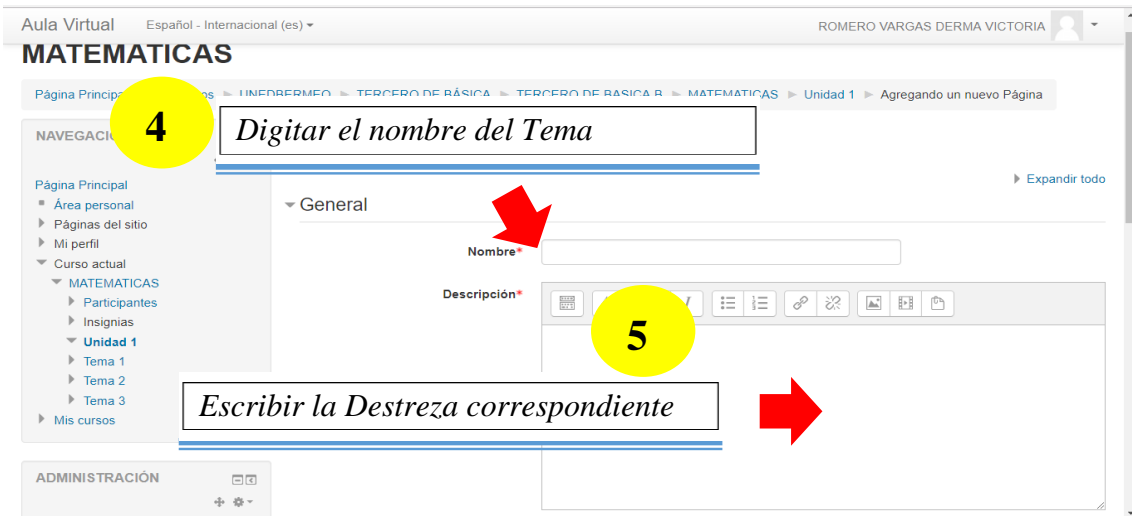 Aula Virtual Español - Internacional (es)
ROMERO VARGAS DERMA VICTORIA
MATEMATICAS
Página Principal UNEDBERMEO TERCERO DE BÁSICA TERCERO DE BASICA B MATEMATICAS Unidad 1 Agregando un nuevo Página
4
Digitar el nombre del Tema
Expandir todo
Página Principal
Área personal
Páginas del sitio
Mi perfil
Curso actual
MATEMATICAS
Participantes
Insignias
Unidad 1
Tema 1
Tema 2
Tema 3
Mis cursos
General
Nombre*
Descripción*
5
Escribir la Destreza correspondiente
ADMINISTRACIÓN